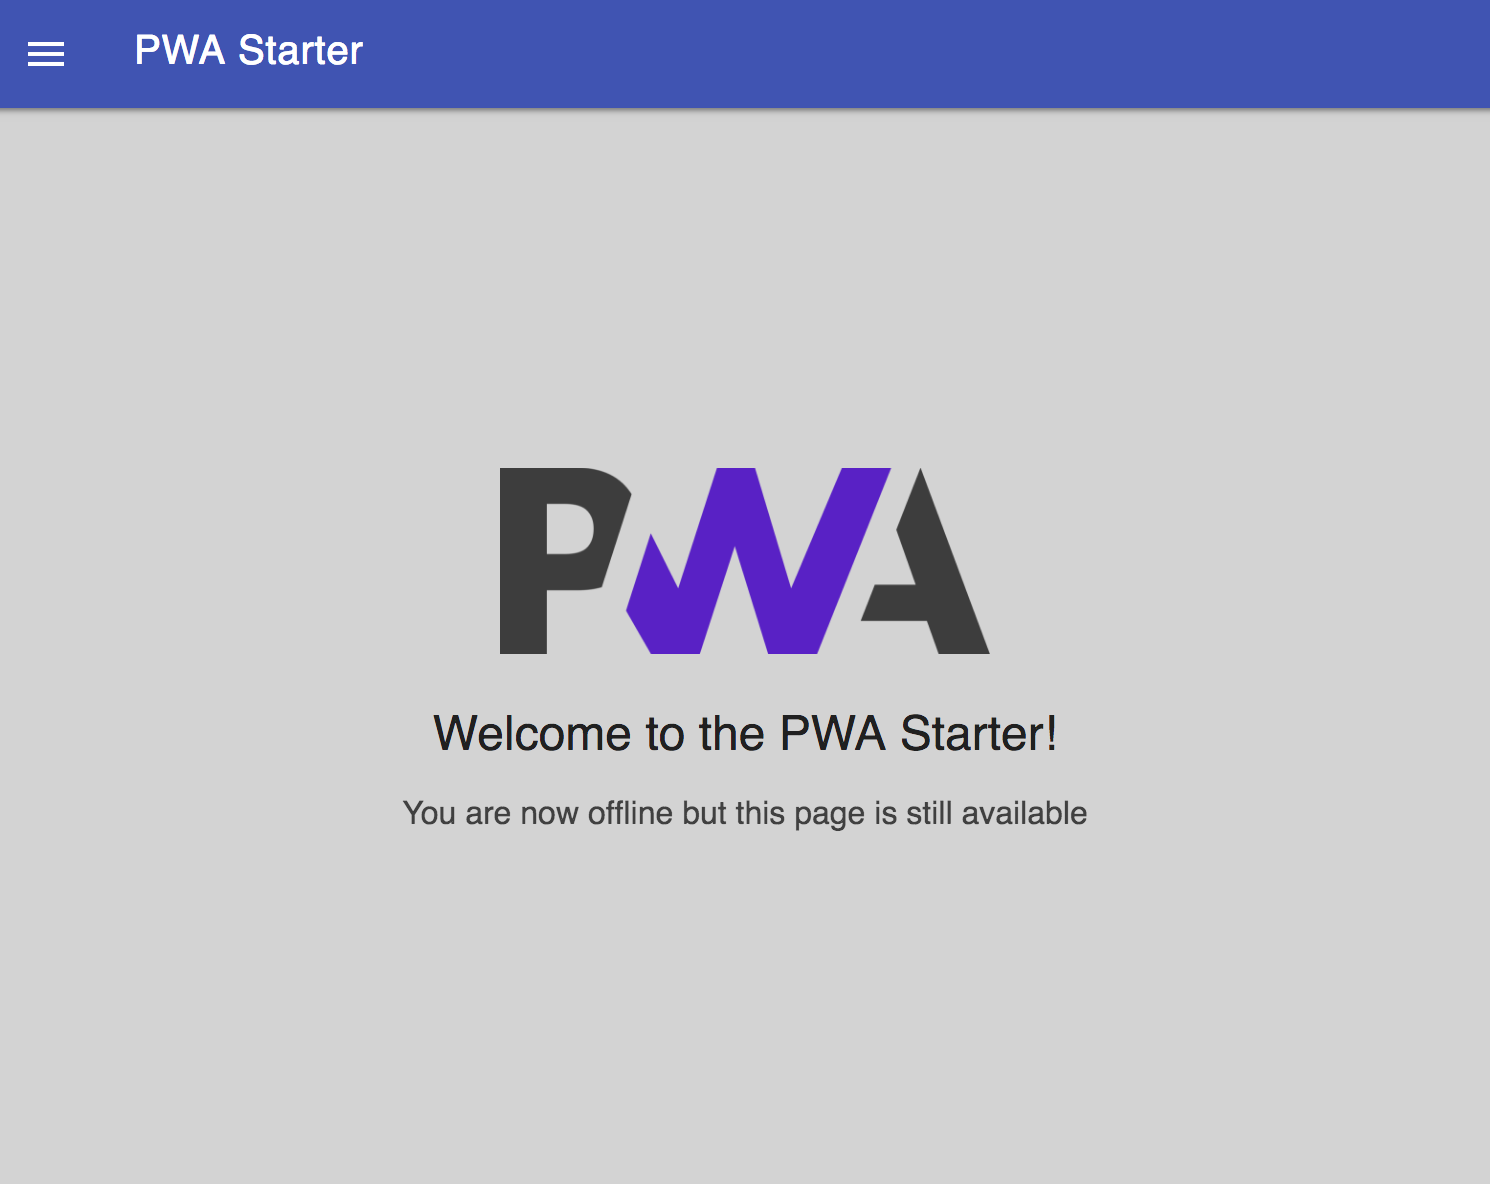 PWA Starter
PWA
Welcome to the PWA Starter!
You are now offline but this page is still available